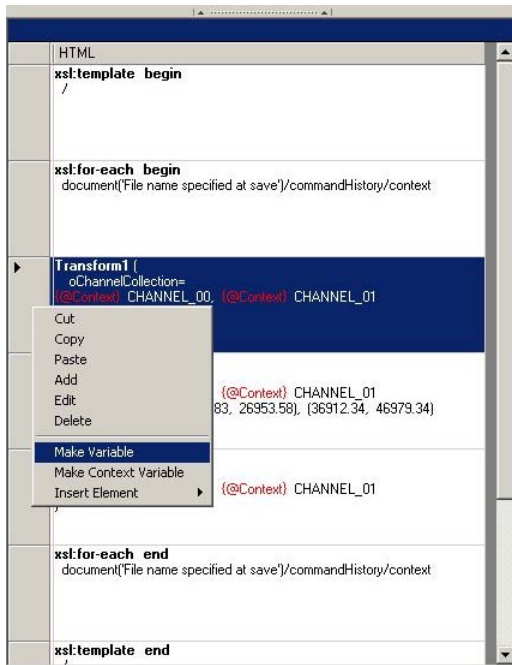 HTML
xsl:template begin
/
xsl:for-each begin
document('File name specified at save')/commandHistory/context
Transform1 (
oChannelCollection=
{@Context} CHANNEL_00, {@Context} CHANNEL_01
Cut
Copy
Paste
Add
Edit
Delete
Make Variable
Make Context Variable
Insert Element
{@Context} CHANNEL_01
83, 26953.58), (36912.34, 46979.34)
{@Context} CHANNEL_01
xsl:for-each end
document('File name specified at save')/commandHistory/context
xsl:template end